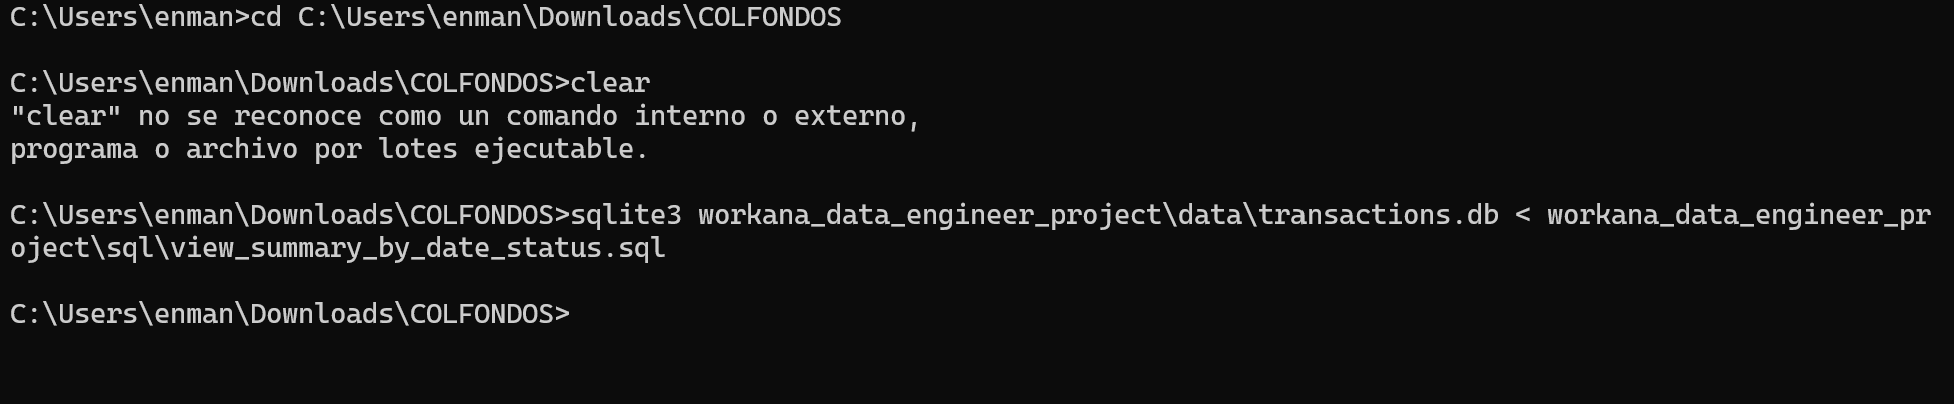 C:\Users\enman>cd C:\Users\enman\Downloads\COLFONDOS
C:\Users\enman\Downloads\COLFONDOS>clear
"clear" no se reconoce como un comando interno o externo,
programa o archivo por lotes ejecutable.
C:\Users\enman\Downloads\COLFONDOS>sqlite3 workana_data_engineer_project\data\transactions.db < workana_data_engineer_pr
oject\sql\view_summary_by_date_status.sql
C:\Users\enman\Downloads\COLFONDOS>